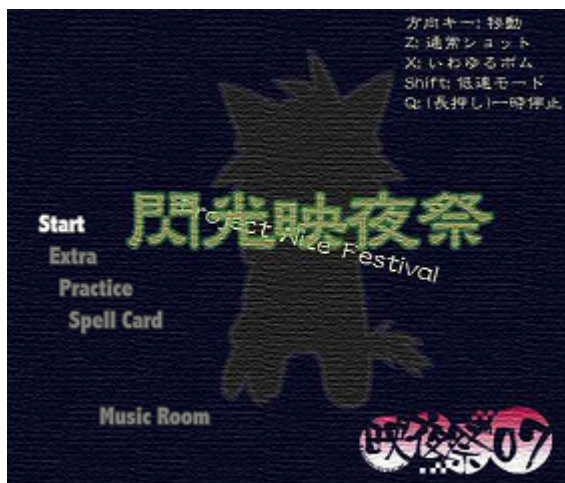 方向キー: 移動
Z: 通常ショット
X: いわゆるボム
Shift: 低速モード
Q: (長押し)一時停止
閃光映夜祭
Project Nite Festival
Start
Extra
Practice
Spell Card
Music Room
映夜祭07